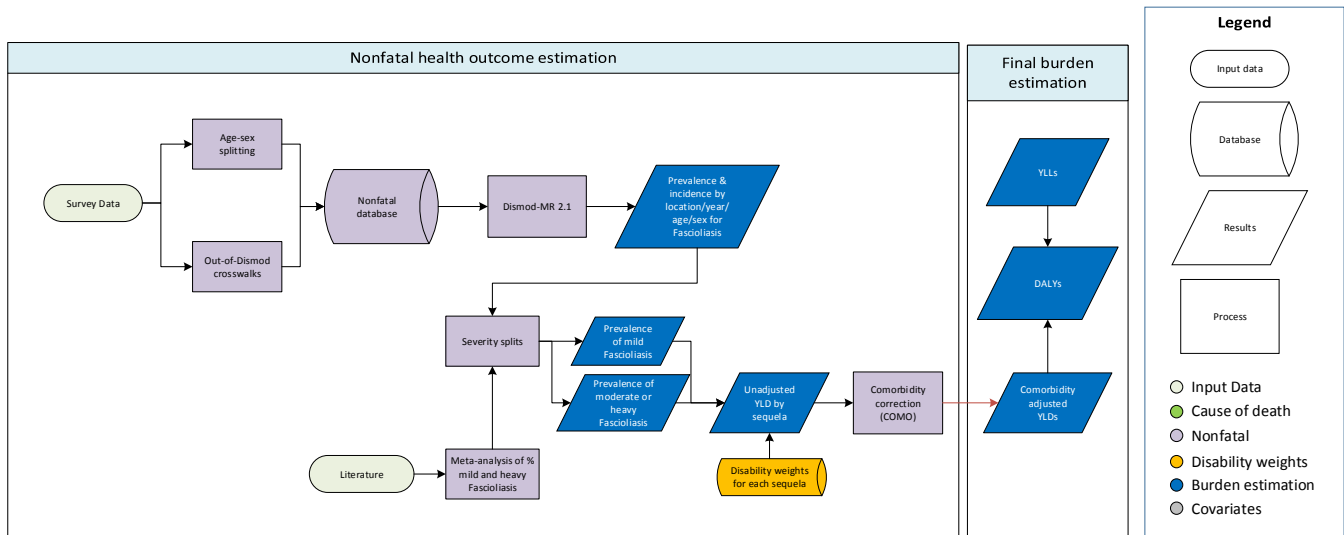 Nonfatal health outcome estimation
Final burden
estimation
Legend
Input data
Database
Results
Process
Input Data
Cause of death
Nonfatal
Disability weights
Burden estimation
Covariates
Survey Data
Age-sex
splitting
Out-of-Dismod
crosswalks
Nonfatal
database
Dismod-MR 2.1
Prevalence &
incidence by
location/year/
age/sex for
Fascioliasis
Severity splits
Prevalence
of mild
Fascioliasis
Prevalence of
moderate or
heavy
Fascioliasis
Literature
Meta-analysis of %
mild and heavy
Fascioliasis
Unadjusted
YLD by
sequela
Disability weights
for each sequela
Comorbidity
correction
(COMO)
YLLs
DALYs
Comorbidity
adjusted
YLDs